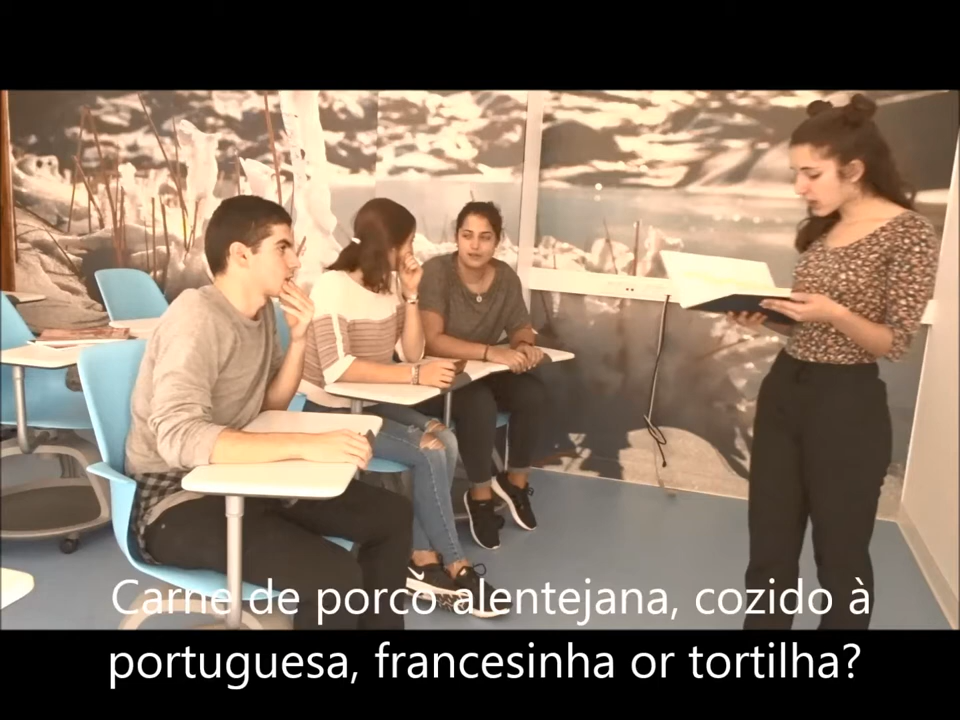 Carne de porco alentejana, cozido à
portuguesa, francesinha or tortilha?